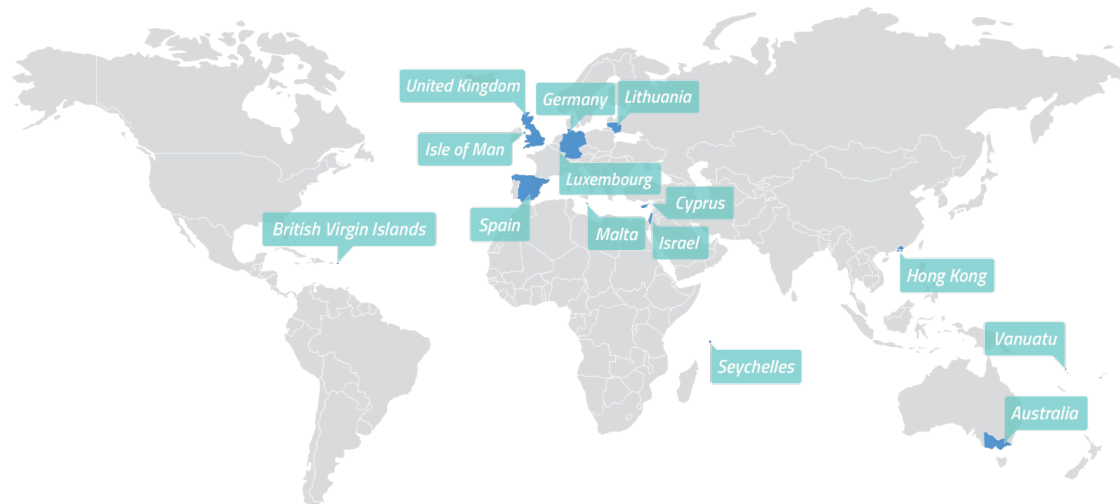 United Kingdom
Germany
Lithuania
Isle of Man
Luxembourg
Cyprus
Spain
Malta
Israel
British Virgin Islands
Hong Kong
Vanuatu
Seychelles
Australia